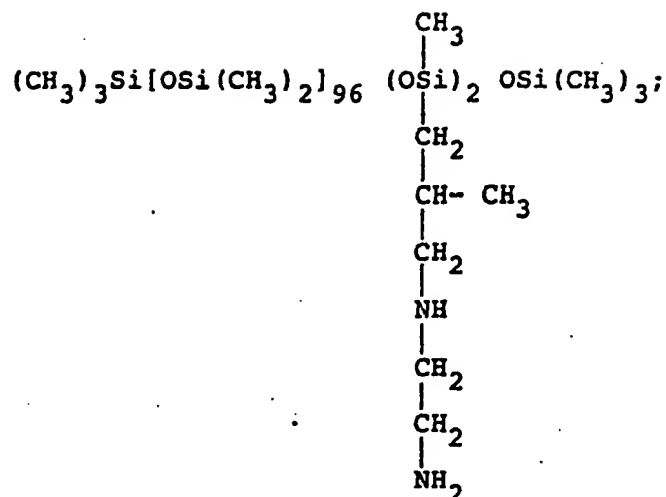 CH3
(CH3)3Si[OSi(CH3)2]96 (OSi)2 OSi(CH3)3;
CH2
CH- CH3
CH2
NH
CH2
CH2
NH2